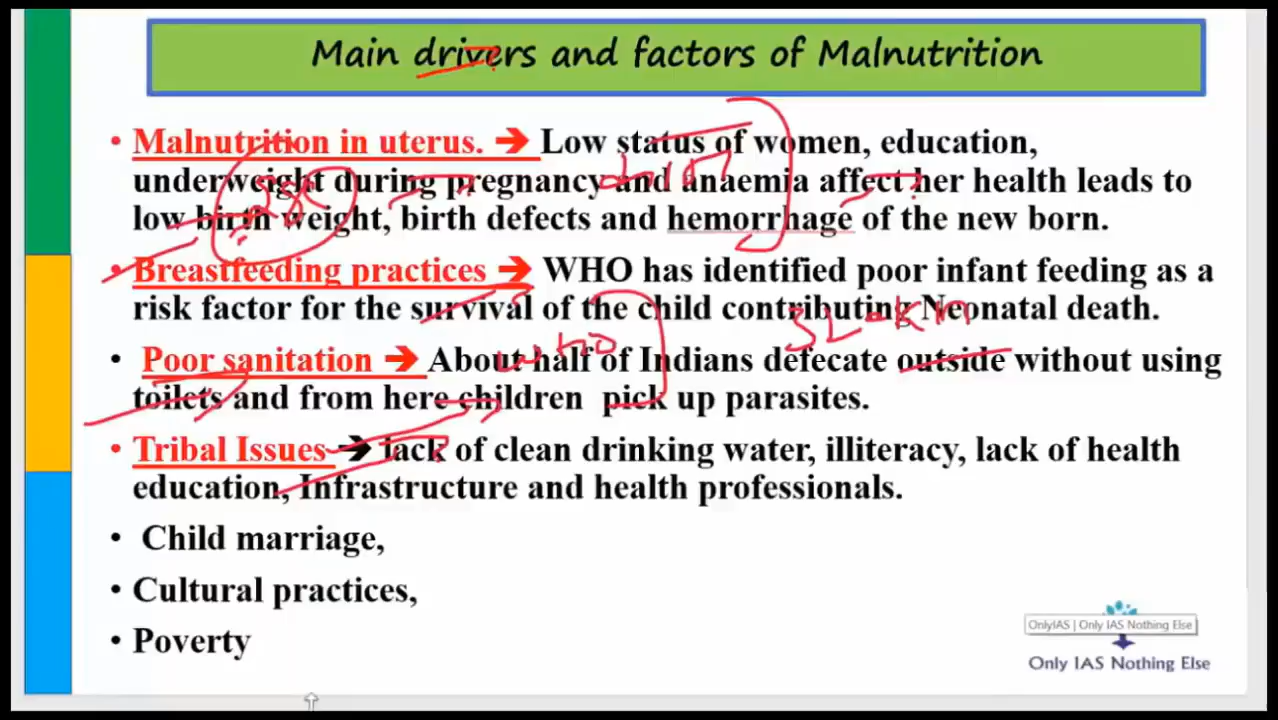 Main drivers and factors of Malnutrition
• Malnutrition in uterus. ➔ Low status of women, education,
underweight during pregnancy and anaemia affect her health leads to
low birth weight, birth defects and hemorrhage of the new born.
• Breastfeeding practices ➔ WHO has identified poor infant feeding as a
risk factor for the survival of the child contributing Neonatal death.
• Poor sanitation ➔ About half of Indians defecate outside without using
toilets and from here children pick up parasites.
• Tribal Issues ➔ lack of clean drinking water, illiteracy, lack of health
education, Infrastructure and health professionals.
• Child marriage,
• Cultural practices,
• Poverty
who
OnlyIAS | Only IAS Nothing Else
Only IAS Nothing Else